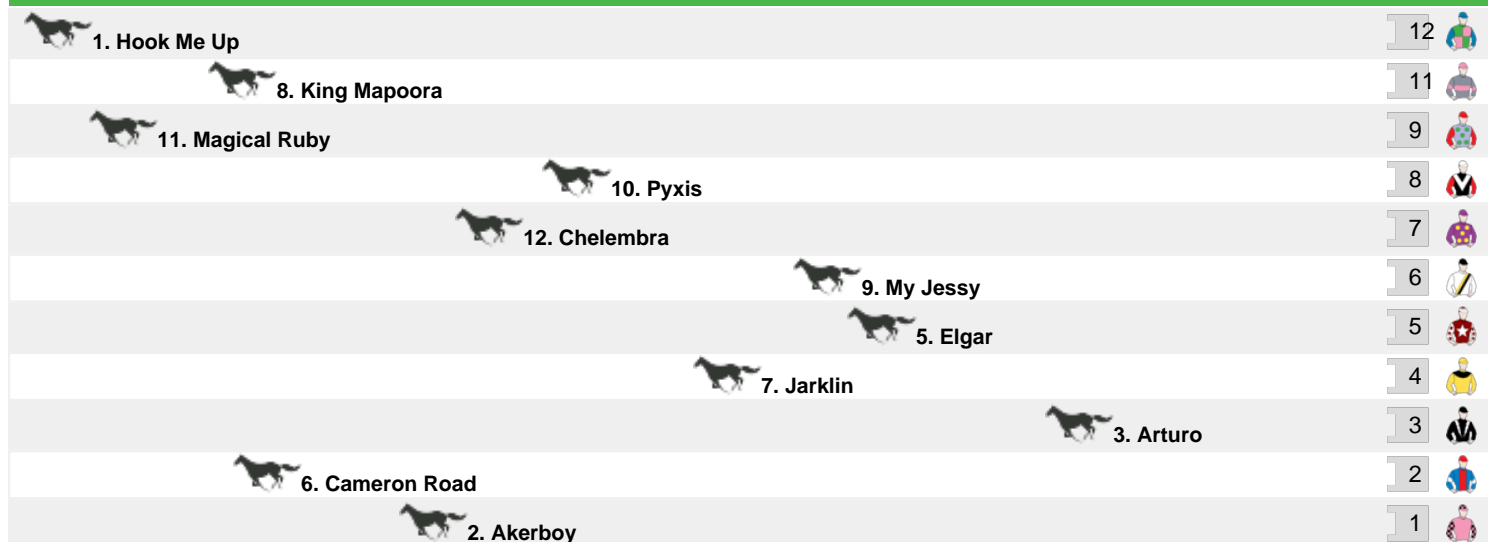 1. Hook Me Up 12
8. King Mapoora 11
11. Magical Ruby 9
10. Pyxis 8
12. Chelembra 7
9. My Jessy 6
5. Elgar 5
7. Jarklin 4
3. Arturo 3
6. Cameron Road 2
2. Akerboy 1